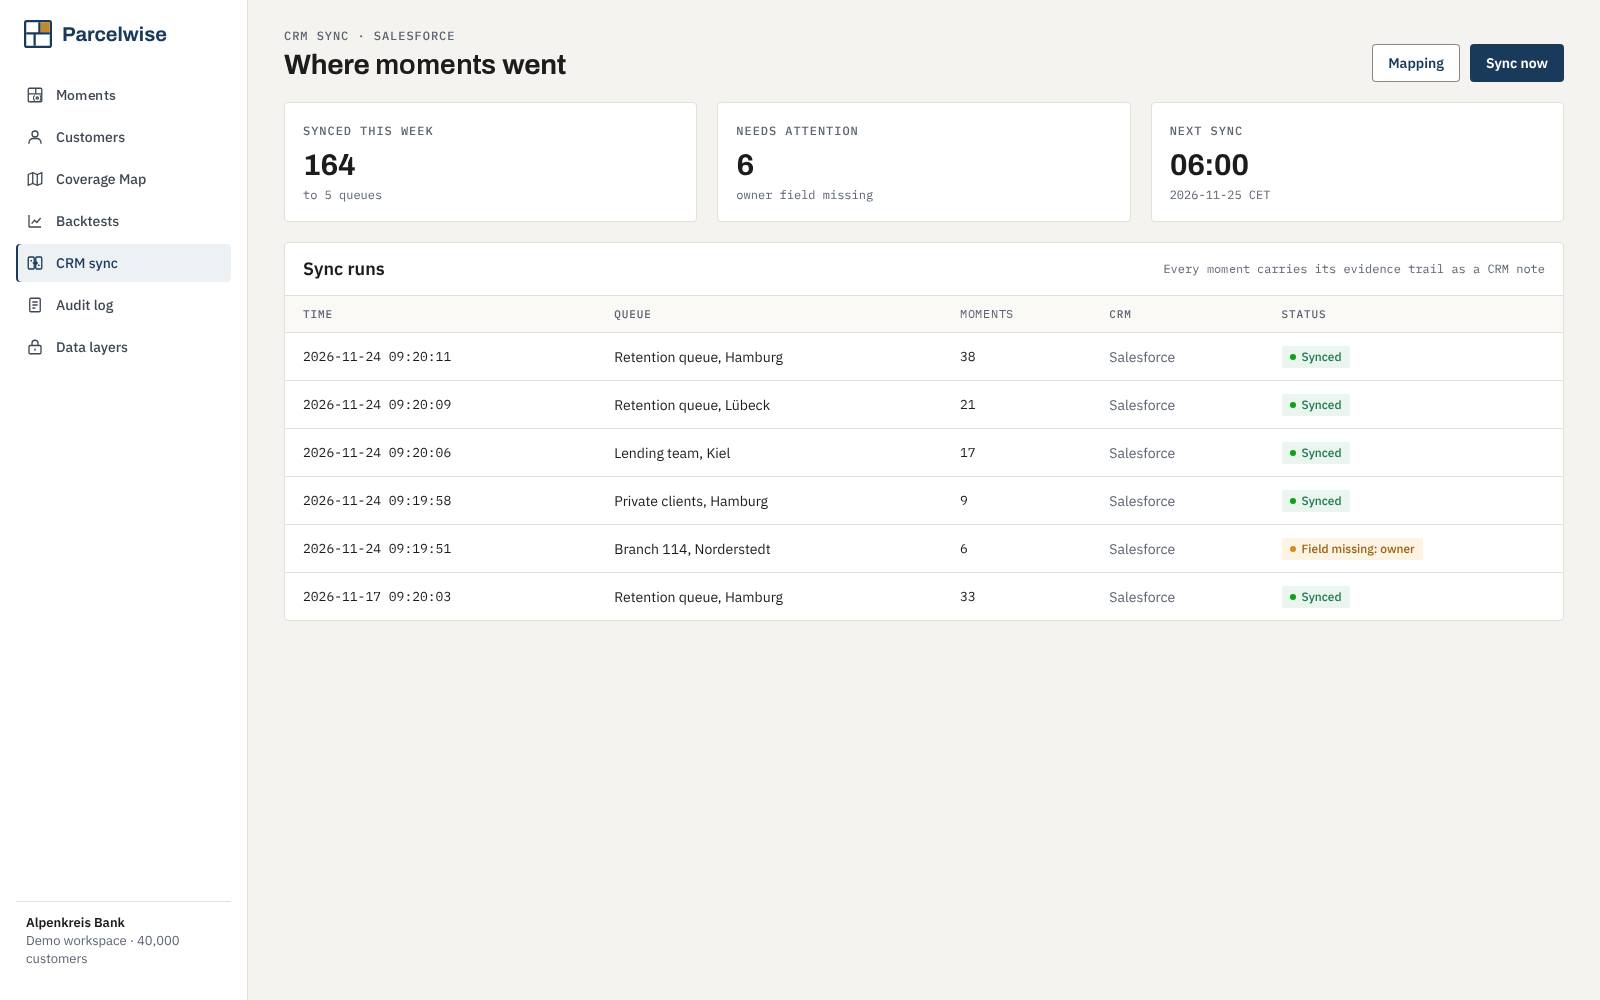 Parcelwise
Moments
Customers
Coverage Map
Backtests
CRM sync
Audit log
Data layers
Alpenkreis Bank
Demo workspace · 40,000
customers
CRM SYNC · SALESFORCE
Where moments went
Mapping
Sync now
SYNCED THIS WEEK
164
to 5 queues
NEEDS ATTENTION
6
owner field missing
NEXT SYNC
06:00
2026-11-25 CET
Sync runs
Every moment carries its evidence trail as a CRM note
TIME QUEUE MOMENTS CRM STATUS
2026-11-24 09:20:11 Retention queue, Hamburg 38 Salesforce Synced
2026-11-24 09:20:09 Retention queue, Lübeck 21 Salesforce Synced
2026-11-24 09:20:06 Lending team, Kiel 17 Salesforce Synced
2026-11-24 09:19:58 Private clients, Hamburg 9 Salesforce Synced
2026-11-24 09:19:51 Branch 114, Norderstedt 6 Salesforce Field missing: owner
2026-11-17 09:20:03 Retention queue, Hamburg 33 Salesforce Synced